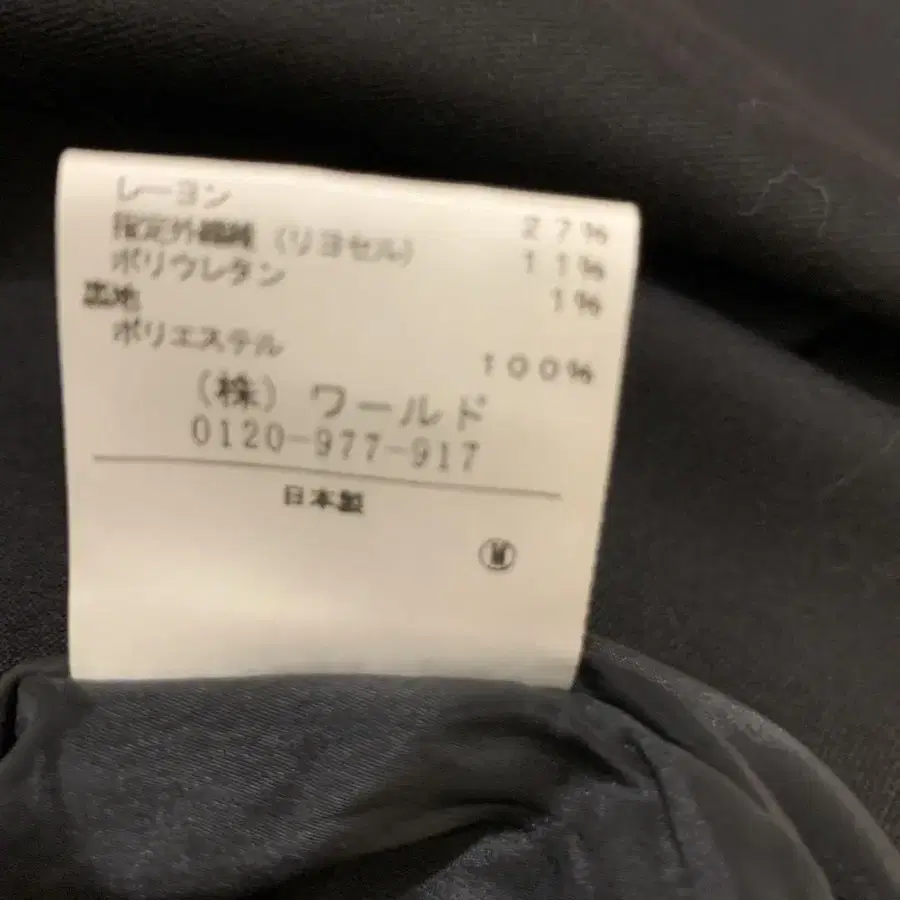 レーヨン 27%
指定外繊維(リヨセル) 11%
ポリウレタン 1%
裏地
ポリエステル 100%
(株)ワールド
0120-977-917
日本製
Ⓜ